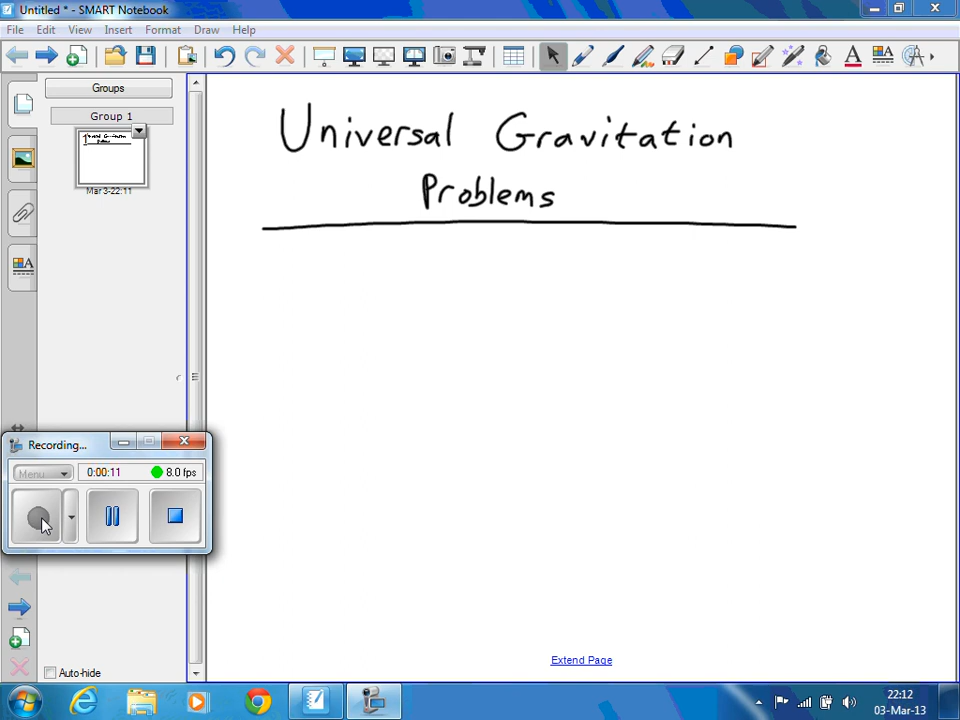 Untitled * - SMART Notebook
File Edit View Insert Format Draw Help
Groups
Group 1
Mar 3-22:11
Universal Gravitation
Problems
Recording...
Menu
0:00:11
8.0 fps
Extend Page
Auto-hide
22:12
03-Mar-13